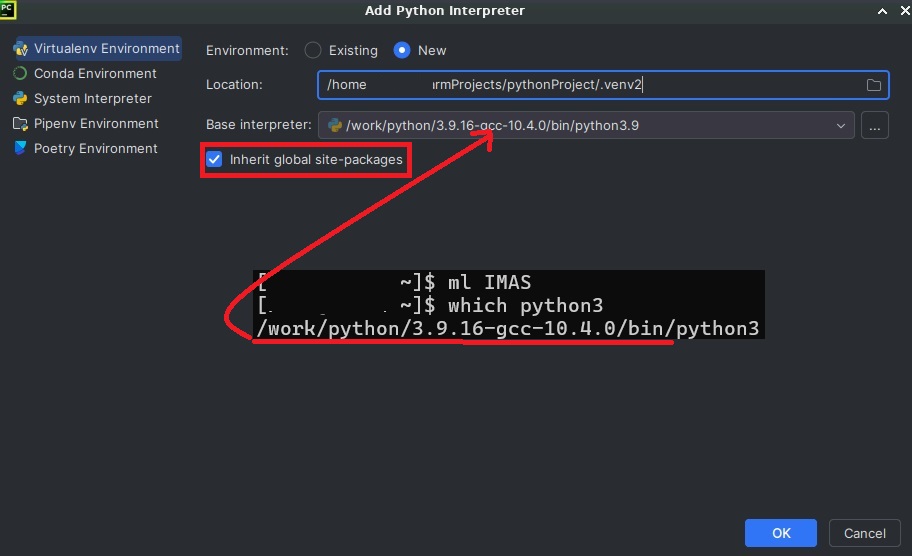 PC
Add Python Interpreter
Virtualenv Environment
Conda Environment
System Interpreter
Pipenv Environment
Poetry Environment
Environment: Existing New
Location: /home rmProjects/pythonProject/.venv2
Base interpreter: /work/python/3.9.16-gcc-10.4.0/bin/python3.9 ...
Inherit global site-packages
[ ~]$ ml IMAS
[ ~]$ which python3
/work/python/3.9.16-gcc-10.4.0/bin/python3
OK Cancel